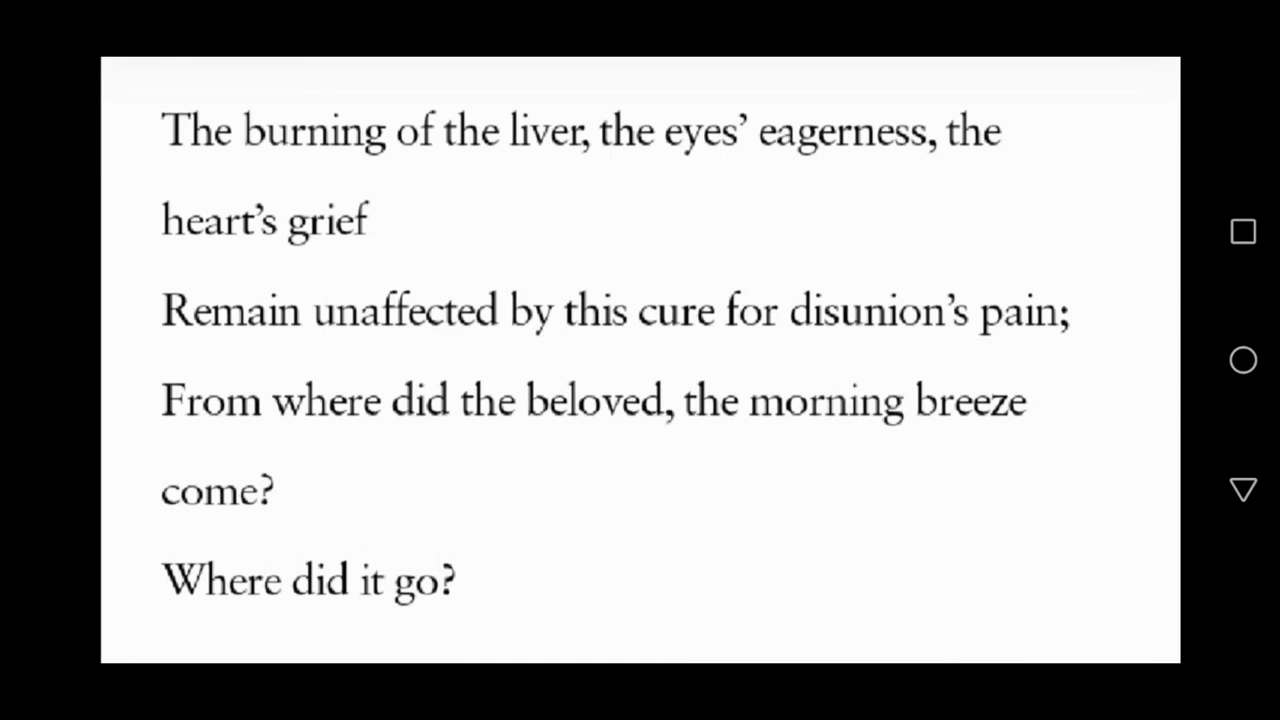 The burning of the liver, the eyes’ eagerness, the
heart’s grief
Remain unaffected by this cure for disunion’s pain;
From where did the beloved, the morning breeze
come?
Where did it go?